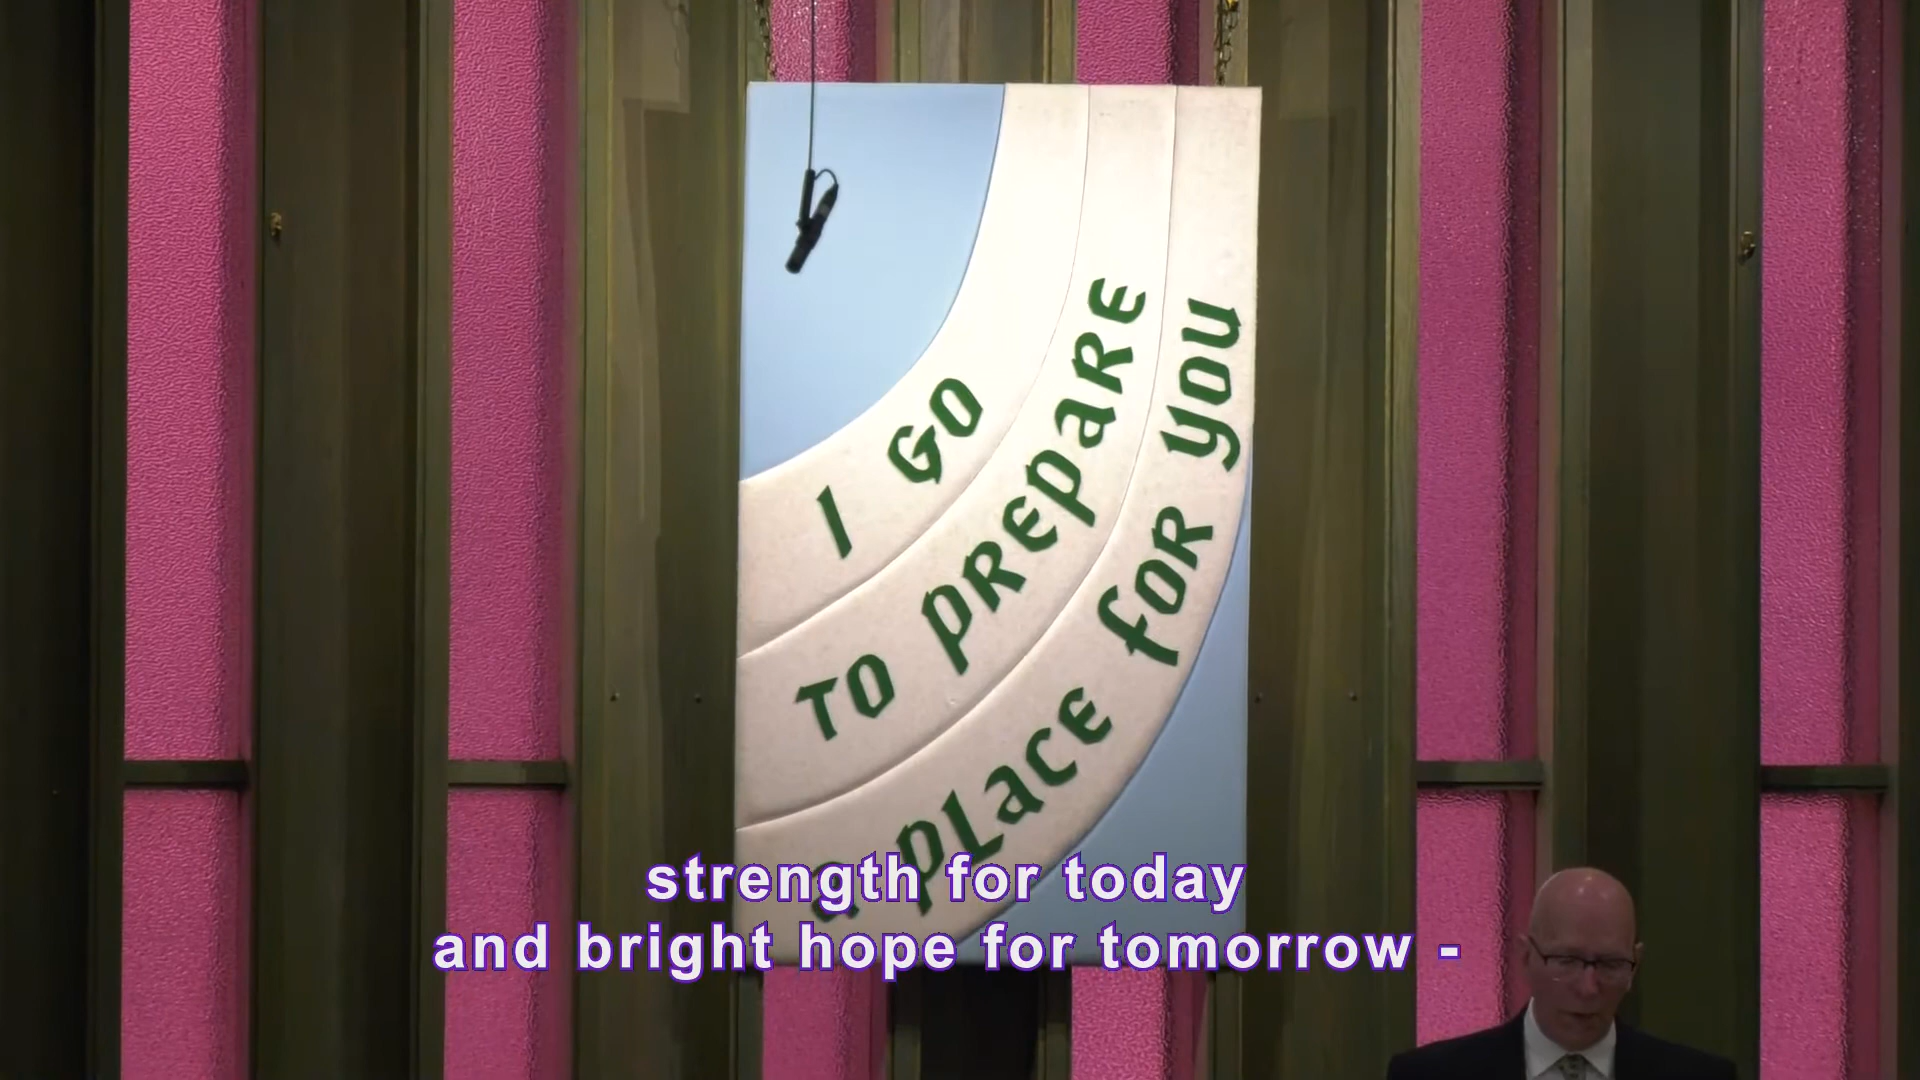 I GO
TO PREPARE
a pLace FOR you
strength for today
and bright hope for tomorrow -